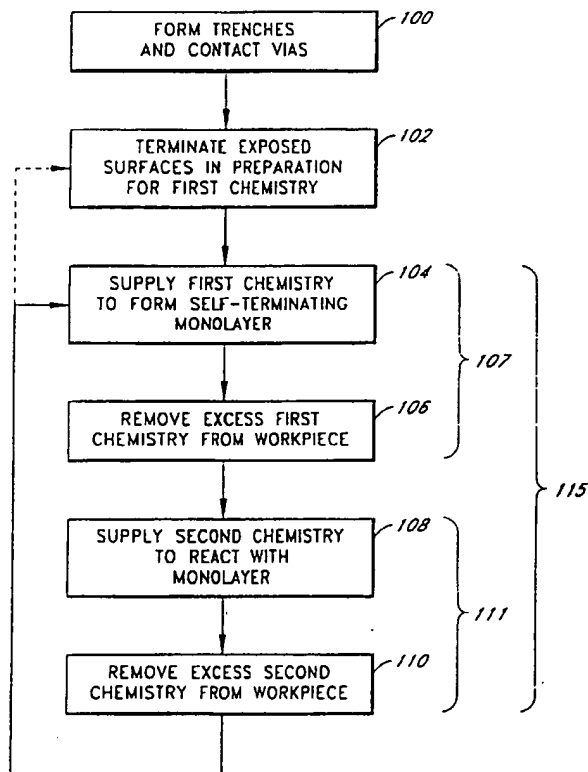 FORM TRENCHES
AND CONTACT VIAS
100
TERMINATE EXPOSED
SURFACES IN PREPARATION
FOR FIRST CHEMISTRY
102
SUPPLY FIRST CHEMISTRY
TO FORM SELF-TERMINATING
MONOLAYER
104
REMOVE EXCESS FIRST
CHEMISTRY FROM WORKPIECE
106
107
SUPPLY SECOND CHEMISTRY
TO REACT WITH
MONOLAYER
108
REMOVE EXCESS SECOND
CHEMISTRY FROM WORKPIECE
110
111
115